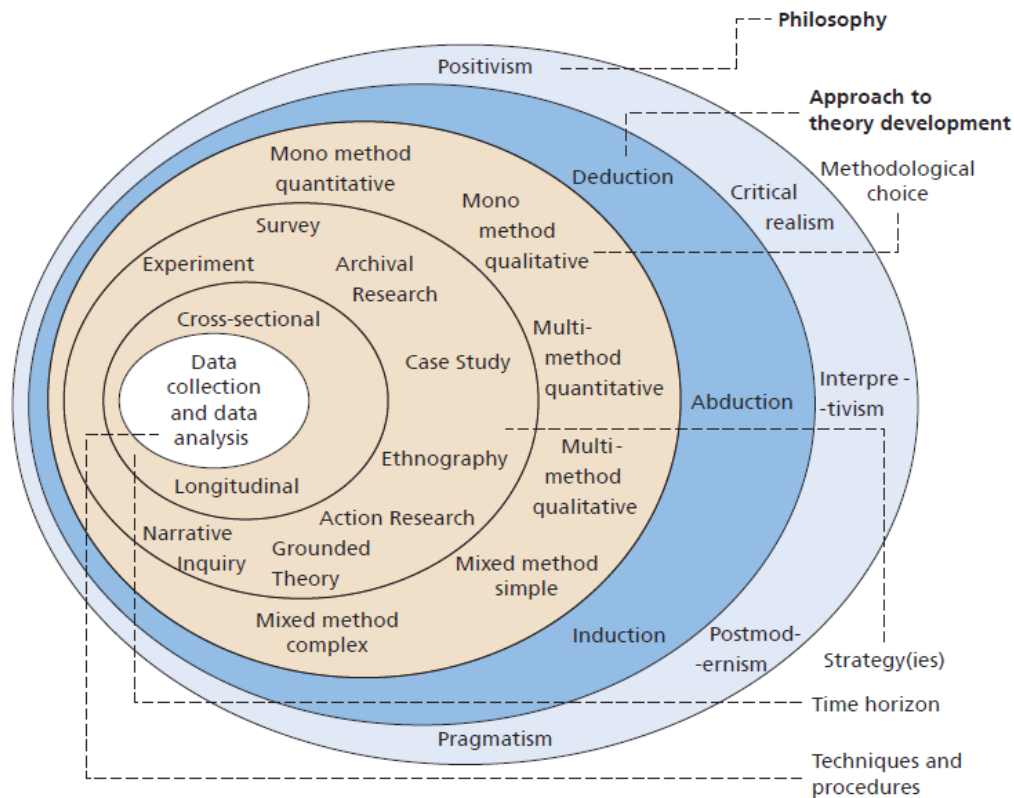 Philosophy
Positivism
Approach to
theory development
Mono method
quantitative
Deduction
Methodological
choice
Critical
realism
Mono
method
qualitative
Survey
Experiment
Archival
Research
Cross-sectional
Multi-
method
quantitative
Data
collection
and data
analysis
Case Study
Interpre -
-tivism
Abduction
Ethnography
Multi-
method
qualitative
Longitudinal
Action Research
Narrative
Inquiry
Grounded
Theory
Mixed method
simple
Mixed method
complex
Induction
Postmod-
-ernism
Strategy(ies)
Time horizon
Pragmatism
Techniques and
procedures